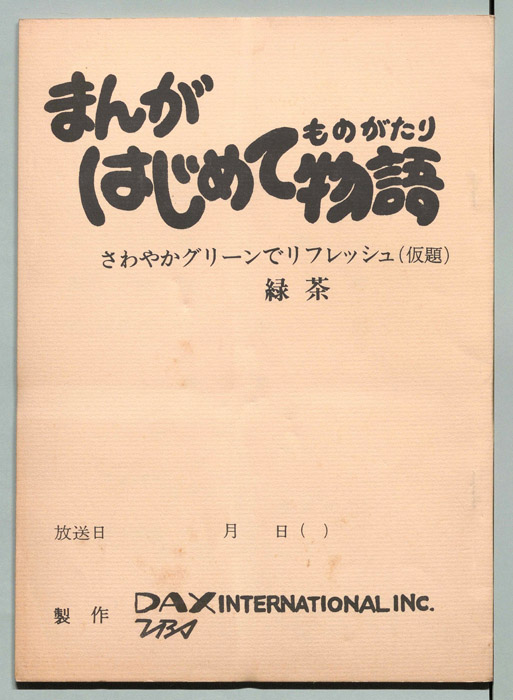 まんが
はじめて物語
ものがたり
さわやかグリーンでリフレッシュ(仮題)
緑茶
放送日 月 日( )
製作 DAX INTERNATIONAL INC.
TBS